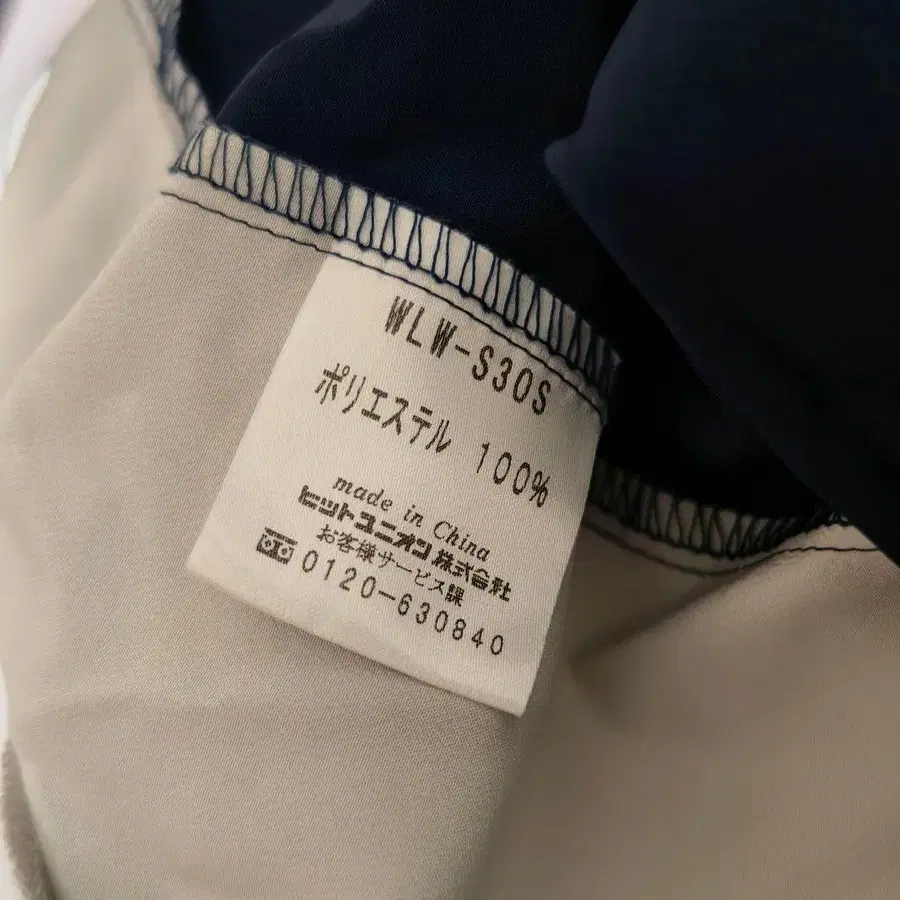 WLW-S30S
ポリエステル 100%
made in China
ヒットユニオン株式会社
お客様サービス課
0120-630840